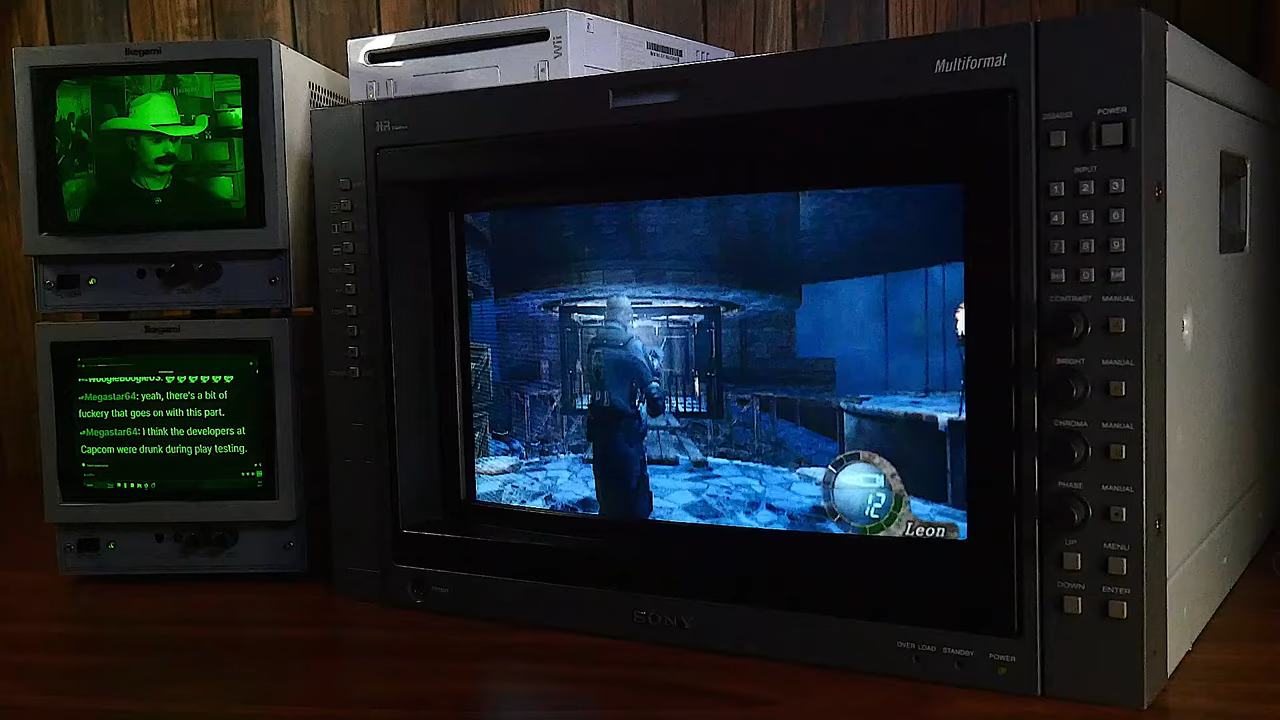 Ikegami
Wii
Multiformat
HR
POWER
INPUT
1 2 3
4 5 6
7 8 9
0
CONTRAST MANUAL
BRIGHT MANUAL
CHROMA MANUAL
PHASE MANUAL
UP MENU
DOWN ENTER
Ikegami
Megastar64: yeah, there's a bit of
fuckery that goes on with this part.
Megastar64: I think the developers at
Capcom were drunk during play testing.
12
Leon
SONY
OVER LOAD STANDBY POWER